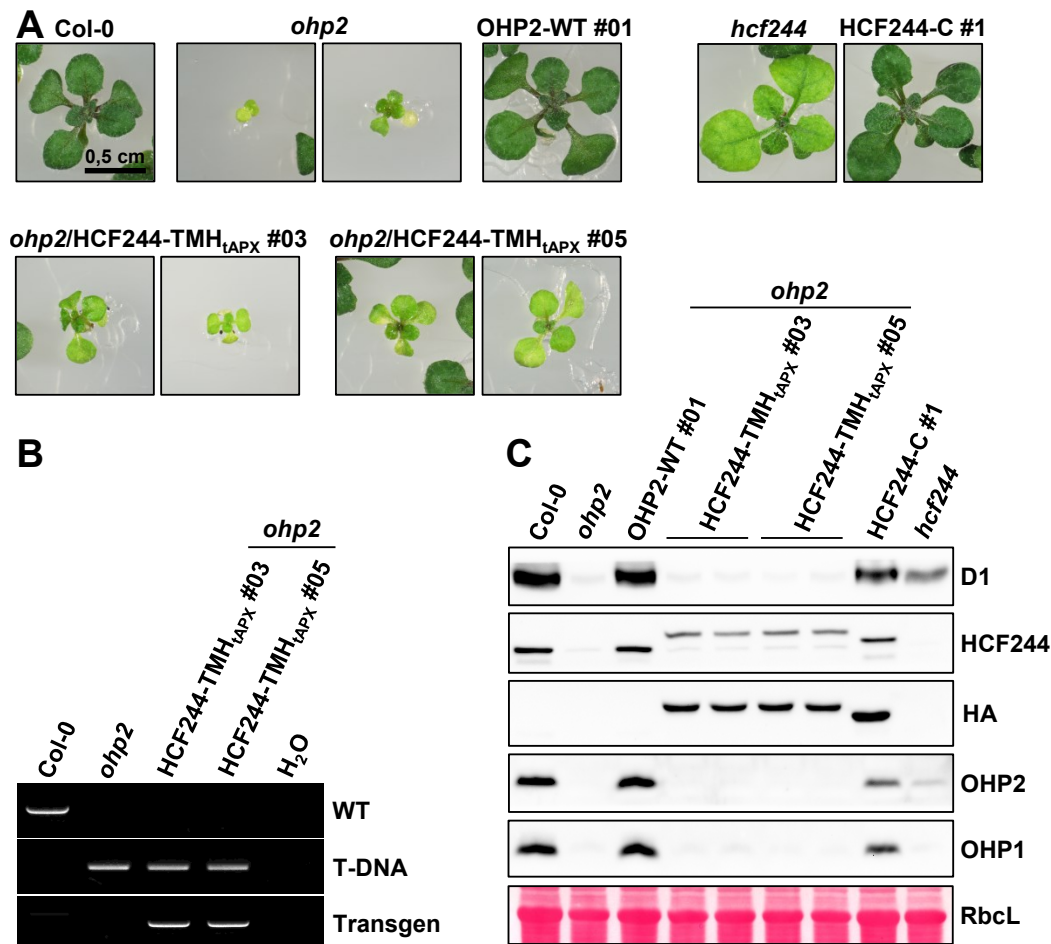 A
Col-0 ohp2 OHP2-WT #01 hcf244 HCF244-C #1
0,5 cm
ohp2/HCF244-TMHtAPX #03 ohp2/HCF244-TMHtAPX #05
B
ohp2
Col-0 ohp2 HCF244-TMHtAPX #03 HCF244-TMHtAPX #05 H2O
WT
T-DNA
Transgen
C
ohp2
Col-0 ohp2 OHP2-WT #01 HCF244-TMHtAPX #03 HCF244-TMHtAPX #05 HCF244-C #1 hcf244
D1
HCF244
HA
OHP2
OHP1
RbcL